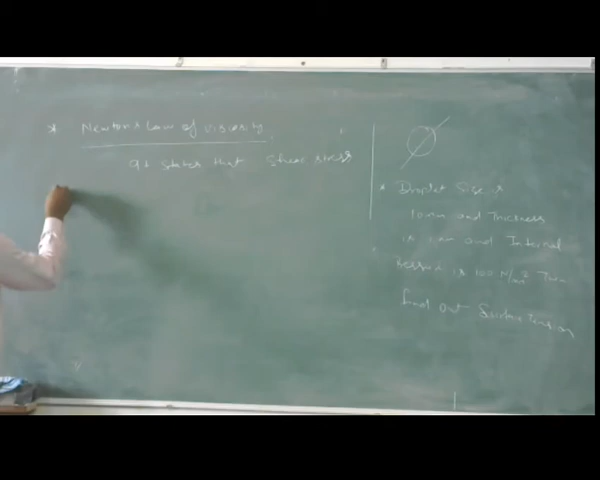 * Newton's Law of viscosity
It states that Shear stress
* Droplet Size is
10mm and Thickness
is and Internal
Pressure is 100 N/m² Then
find out Surface Tension